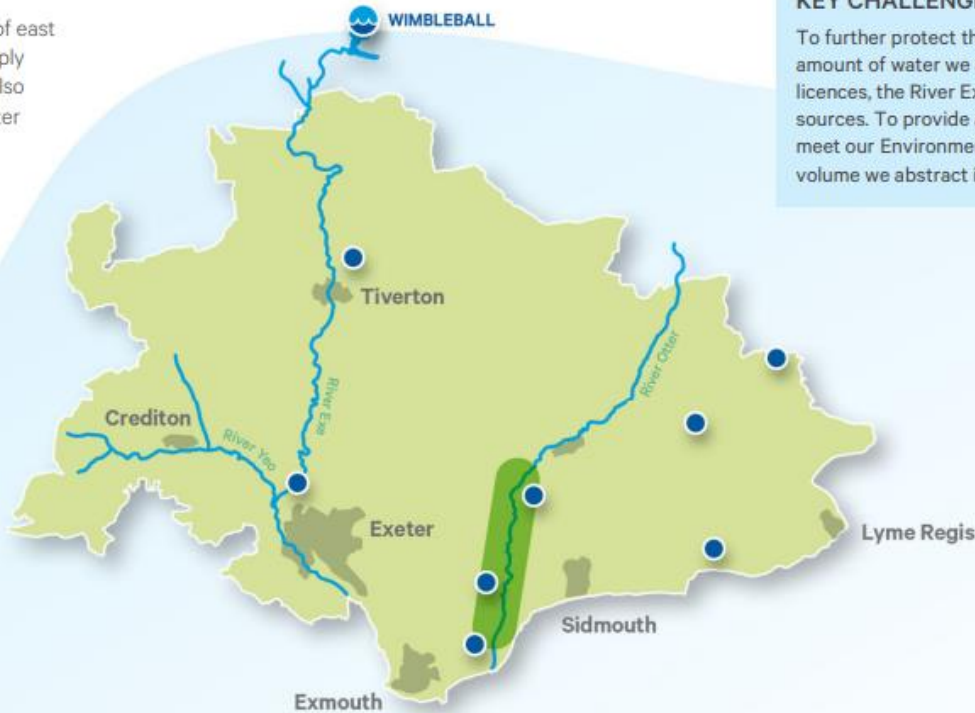 of east
ply
also
ter
WIMBLEBALL
KEY CHALLENG
To further protect th
amount of water we
licences, the River Ex
sources. To provide
meet our Environme
volume we abstract i
Tiverton
River Exe
River Otter
Crediton
River Yeo
Exeter
Lyme Regis
Sidmouth
Exmouth